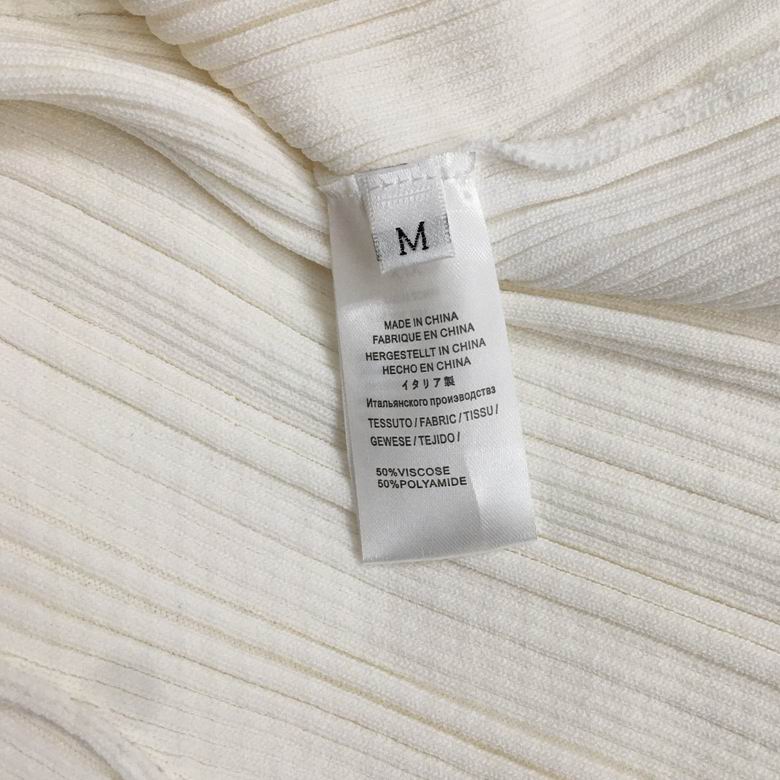 M
MADE IN CHINA
FABRIQUE EN CHINA
HERGESTELLT IN CHINA
HECHO EN CHINA
イタリア製
Итальянского производства
TESSUTO / FABRIC / TISSU /
GEWESE / TEJIDO /
50%VISCOSE
50%POLYAMIDE